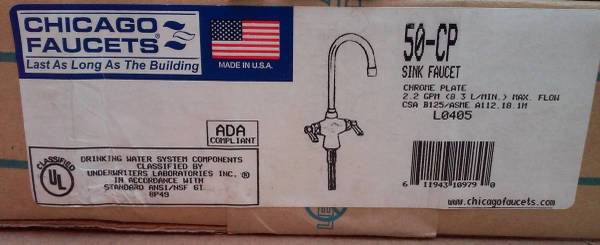 CHICAGO
FAUCETS
Last As Long As The Building
MADE IN U.S.A.
50-CP
SINK FAUCET
CHROME PLATE
2.2 GPM (8.3 L/MIN.) MAX. FLOW
CSA B125/ASME A112.18.1M
L0405
ADA
COMPLIANT
CLASSIFIED
UL
DRINKING WATER SYSTEM COMPONENTS
CLASSIFIED BY
UNDERWRITERS LABORATORIES INC. ®
IN ACCORDANCE WITH
STANDARD ANSI/NSF 61
8P49
6 11943 10979 0
www.chicagofaucets.com